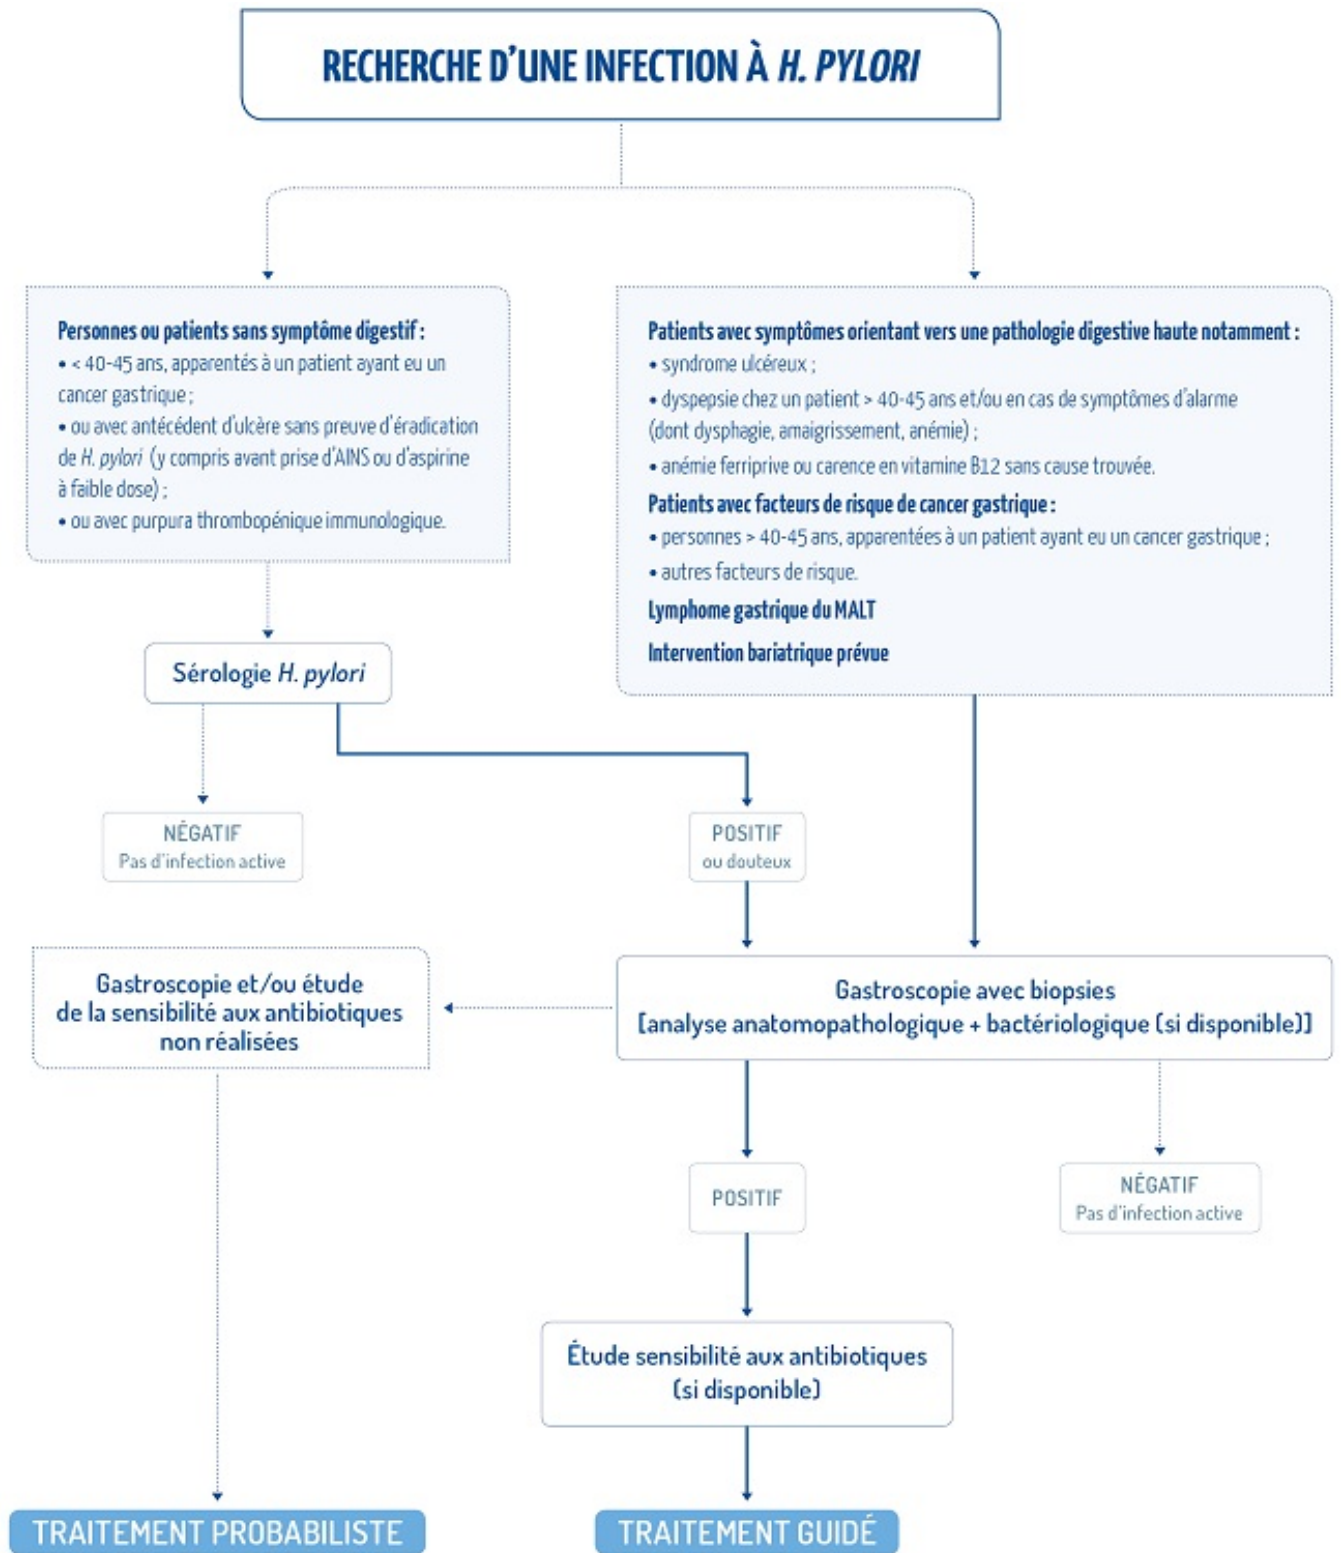 RECHERCHE D'UNE INFECTION À H. PYLORI
Personnes ou patients sans symptôme digestif :
• < 40-45 ans, apparentés à un patient ayant eu un
cancer gastrique ;
• ou avec antécédent d'ulcère sans preuve d'éradication
de H. pylori (y compris avant prise d'AINS ou d'aspirine
à faible dose) ;
• ou avec purpura thrombopénique immunologique.
Patients avec symptômes orientant vers une pathologie digestive haute notamment :
• syndrome ulcéreux ;
• dyspepsie chez un patient > 40-45 ans et/ou en cas de symptômes d'alarme
(dont dysphagie, amaigrissement, anémie) ;
• anémie ferriprive ou carence en vitamine B12 sans cause trouvée.
Patients avec facteurs de risque de cancer gastrique :
• personnes > 40-45 ans, apparentées à un patient ayant eu un cancer gastrique ;
• autres facteurs de risque.
Lymphome gastrique du MALT
Intervention bariatrique prévue
Sérologie H. pylori
NÉGATIF
Pas d'infection active
POSITIF
ou douteux
Gastroscopie et/ou étude
de la sensibilité aux antibiotiques
non réalisées
Gastroscopie avec biopsies
[analyse anatomopathologique + bactériologique (si disponible)]
POSITIF
NÉGATIF
Pas d'infection active
Étude sensibilité aux antibiotiques
(si disponible)
TRAITEMENT PROBABILISTE
TRAITEMENT GUIDÉ